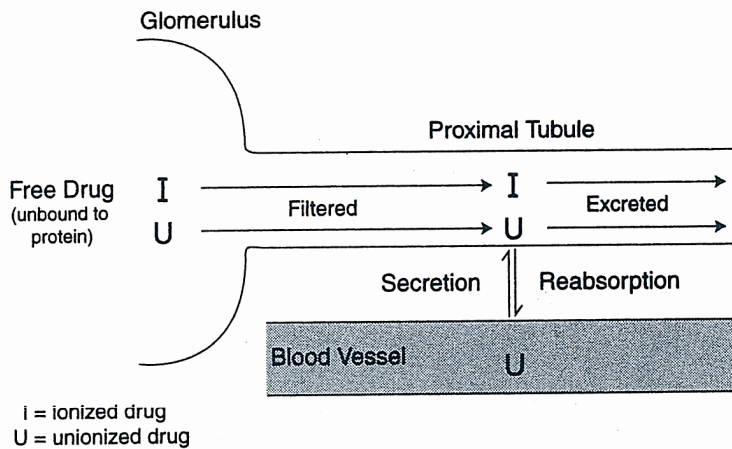 Glomerulus
Proximal Tubule
Free Drug
(unbound to
protein)
I
U
Filtered
I
U
Excreted
Secretion
Reabsorption
Blood Vessel
U
I = ionized drug
U = unionized drug